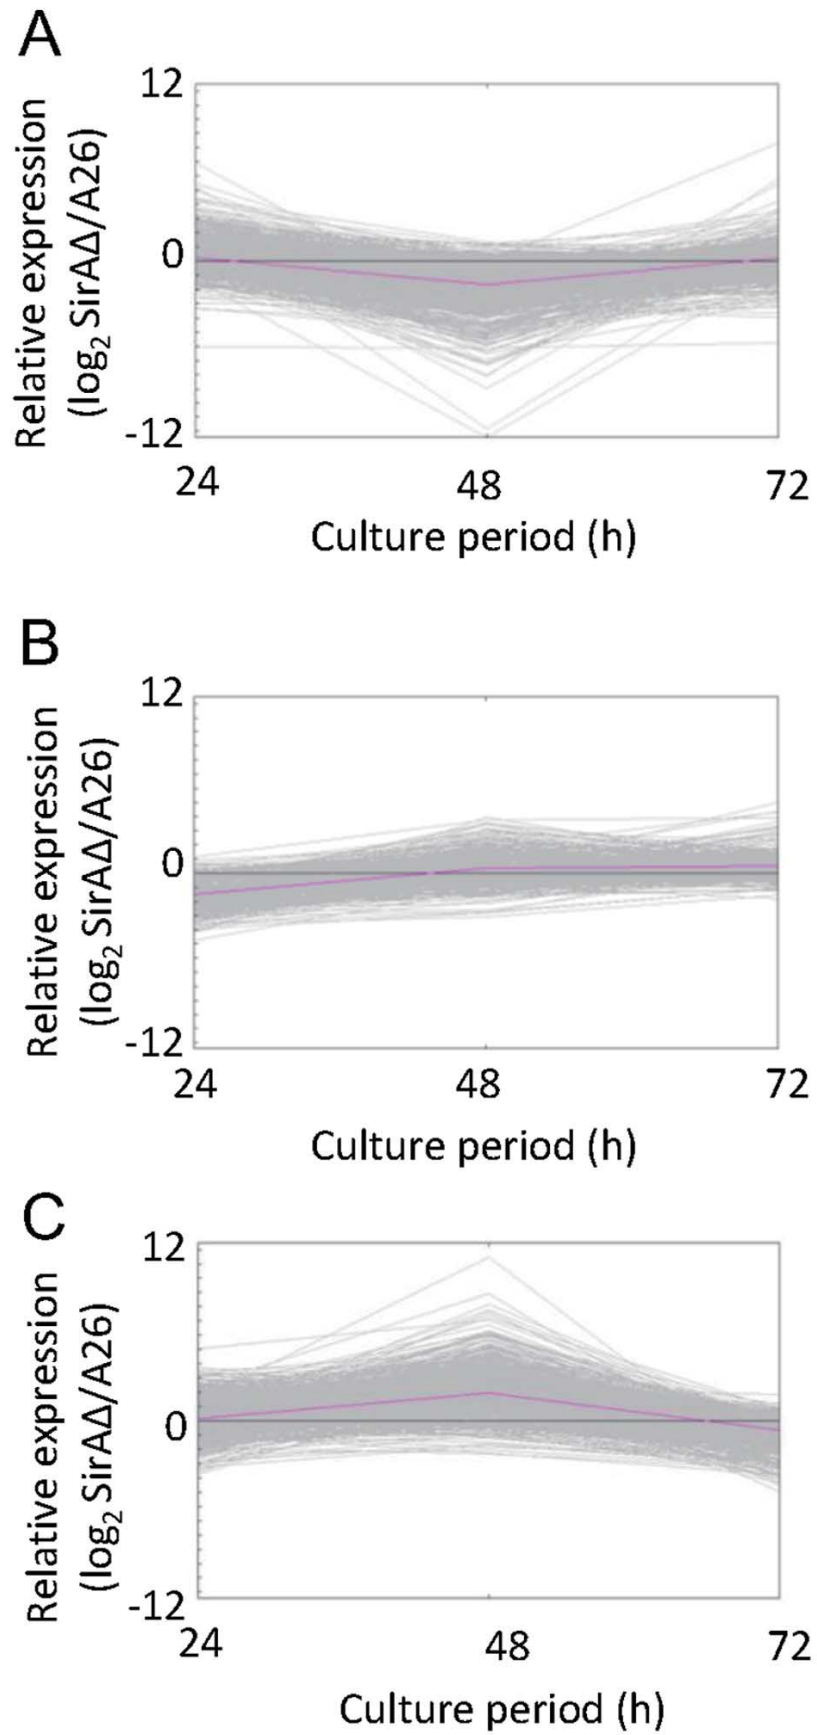 A
12
0
-12
Relative expression
(log₂ SirAΔ/A26)
24 48 72
Culture period (h)
B
12
0
-12
Relative expression
(log₂ SirAΔ/A26)
24 48 72
Culture period (h)
C
12
0
-12
Relative expression
(log₂ SirAΔ/A26)
24 48 72
Culture period (h)